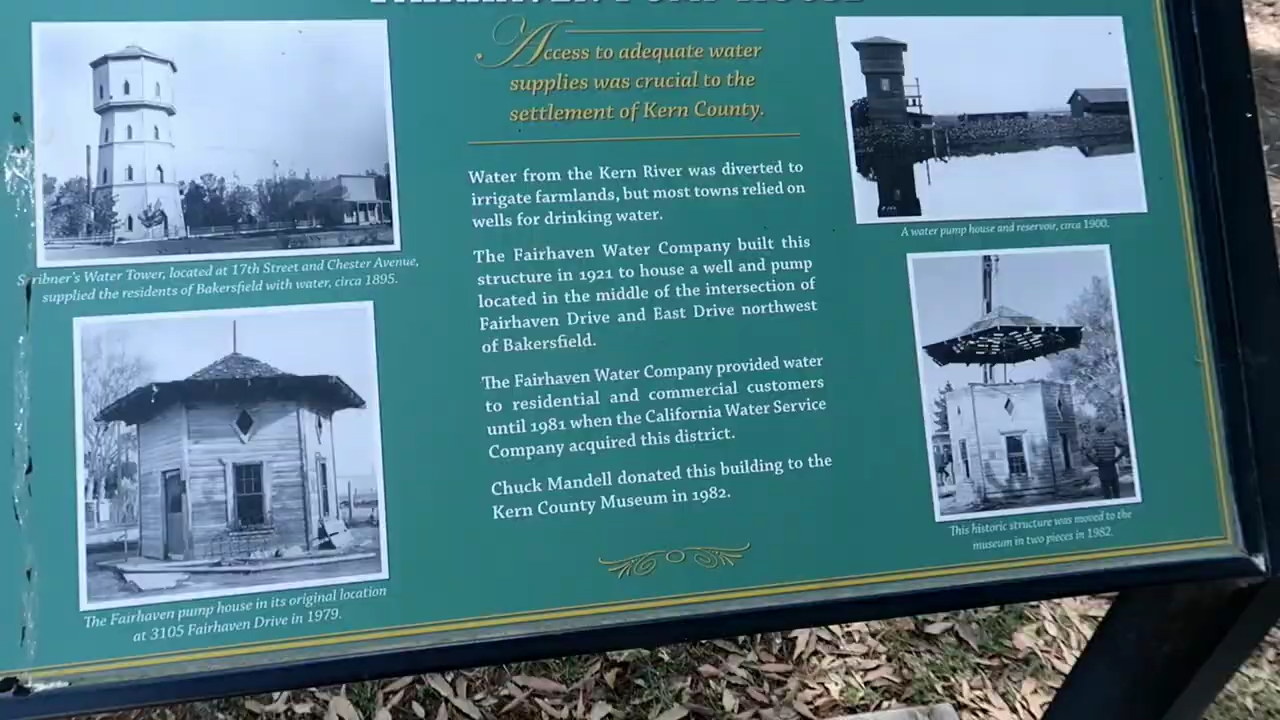 FAIRHAVEN PUMP HOUSE
Access to adequate water
supplies was crucial to the
settlement of Kern County.
Water from the Kern River was diverted to
irrigate farmlands, but most towns relied on
wells for drinking water.
The Fairhaven Water Company built this
structure in 1921 to house a well and pump
located in the middle of the intersection of
Fairhaven Drive and East Drive northwest
of Bakersfield.
The Fairhaven Water Company provided water
to residential and commercial customers
until 1981 when the California Water Service
Company acquired this district.
Chuck Mandell donated this building to the
Kern County Museum in 1982.
Scribner's Water Tower, located at 17th Street and Chester Avenue,
supplied the residents of Bakersfield with water, circa 1895.
The Fairhaven pump house in its original location
at 3105 Fairhaven Drive in 1979.
A water pump house and reservoir, circa 1900.
This historic structure was moved to the
museum in two pieces in 1982.